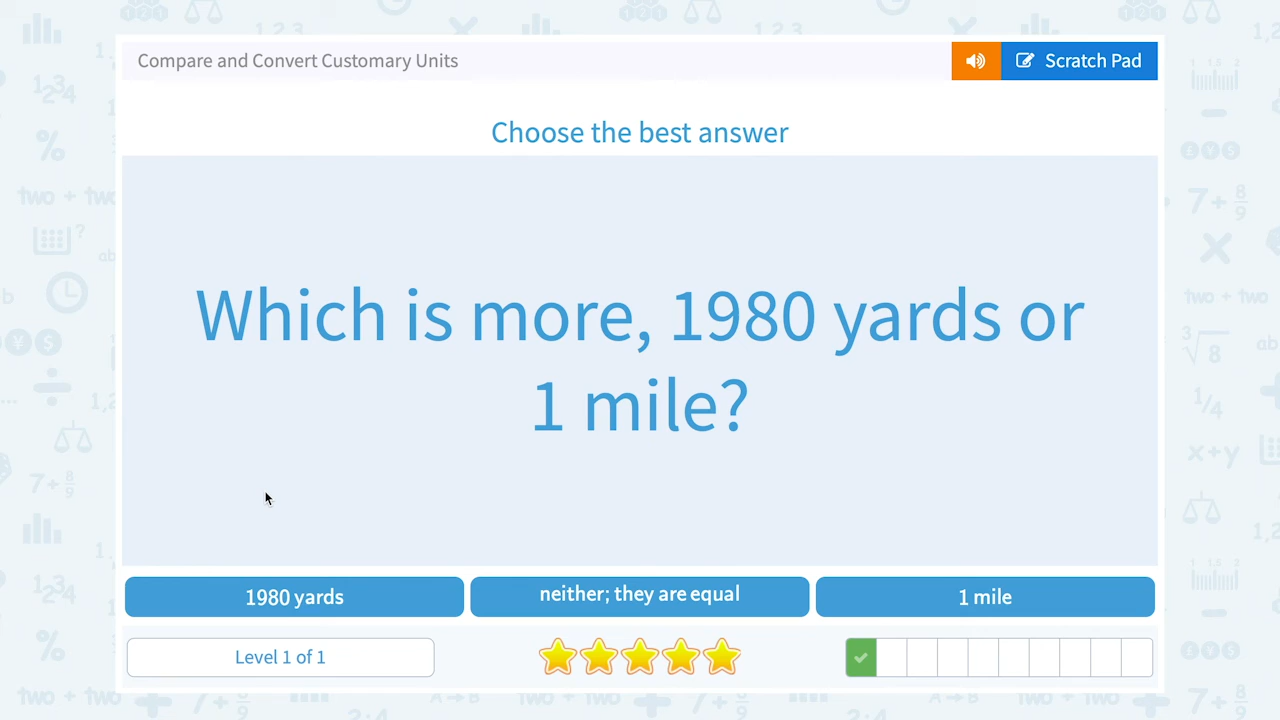 Compare and Convert Customary Units
Scratch Pad
Choose the best answer
Which is more, 1980 yards or
1 mile?
1980 yards
neither; they are equal
1 mile
Level 1 of 1